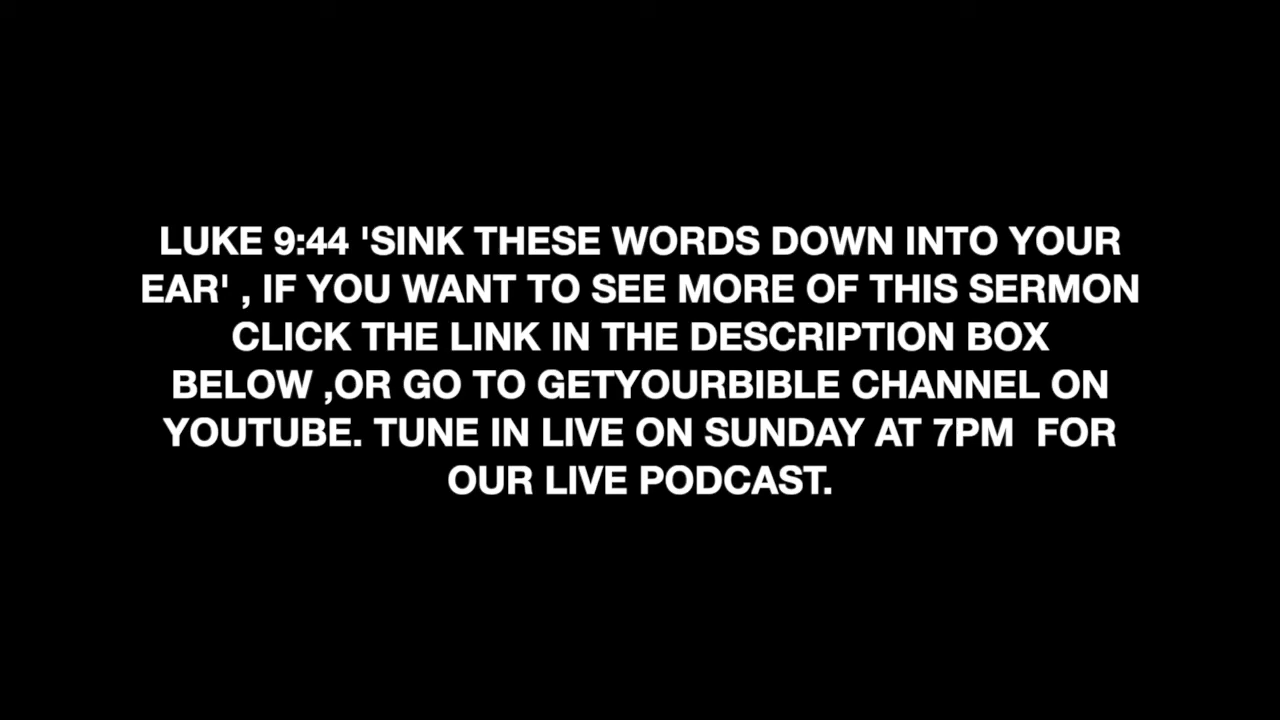 LUKE 9:44 'SINK THESE WORDS DOWN INTO YOUR
EAR' , IF YOU WANT TO SEE MORE OF THIS SERMON
CLICK THE LINK IN THE DESCRIPTION BOX
BELOW ,OR GO TO GETYOURBIBLE CHANNEL ON
YOUTUBE. TUNE IN LIVE ON SUNDAY AT 7PM  FOR
OUR LIVE PODCAST.